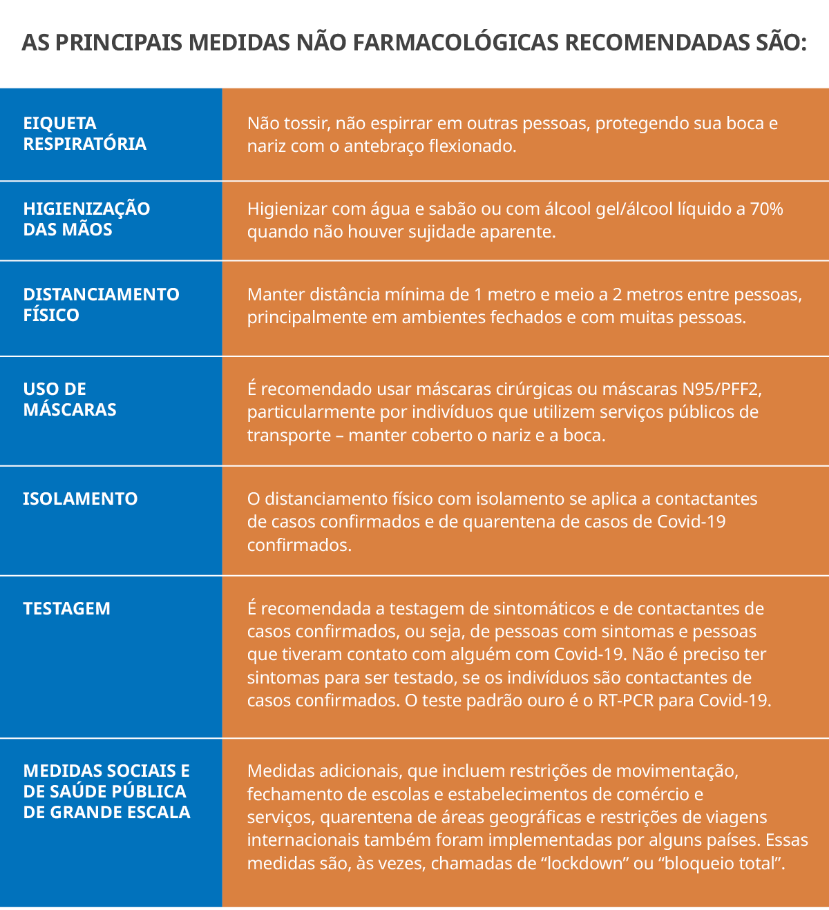 AS PRINCIPAIS MEDIDAS NÃO FARMACOLÓGICAS RECOMENDADAS SÃO:
EIQUETA
RESPIRATÓRIA
Não tossir, não espirrar em outras pessoas, protegendo sua boca e
nariz com o antebraço flexionado.
HIGIENIZAÇÃO
DAS MÃOS
Higienizar com água e sabão ou com álcool gel/álcool líquido a 70%
quando não houver sujidade aparente.
DISTANCIAMENTO
FÍSICO
Manter distância mínima de 1 metro e meio a 2 metros entre pessoas,
principalmente em ambientes fechados e com muitas pessoas.
USO DE
MÁSCARAS
É recomendado usar máscaras cirúrgicas ou máscaras N95/PFF2,
particularmente por indivíduos que utilizem serviços públicos de
transporte – manter coberto o nariz e a boca.
ISOLAMENTO
O distanciamento físico com isolamento se aplica a contactantes
de casos confirmados e de quarentena de casos de Covid-19
confirmados.
TESTAGEM
É recomendada a testagem de sintomáticos e de contactantes de
casos confirmados, ou seja, de pessoas com sintomas e pessoas
que tiveram contato com alguém com Covid-19. Não é preciso ter
sintomas para ser testado, se os indivíduos são contactantes de
casos confirmados. O teste padrão ouro é o RT-PCR para Covid-19.
MEDIDAS SOCIAIS E
DE SAÚDE PÚBLICA
DE GRANDE ESCALA
Medidas adicionais, que incluem restrições de movimentação,
fechamento de escolas e estabelecimentos de comércio e
serviços, quarentena de áreas geográficas e restrições de viagens
internacionais também foram implementadas por alguns países. Essas
medidas são, às vezes, chamadas de “lockdown” ou “bloqueio total”.